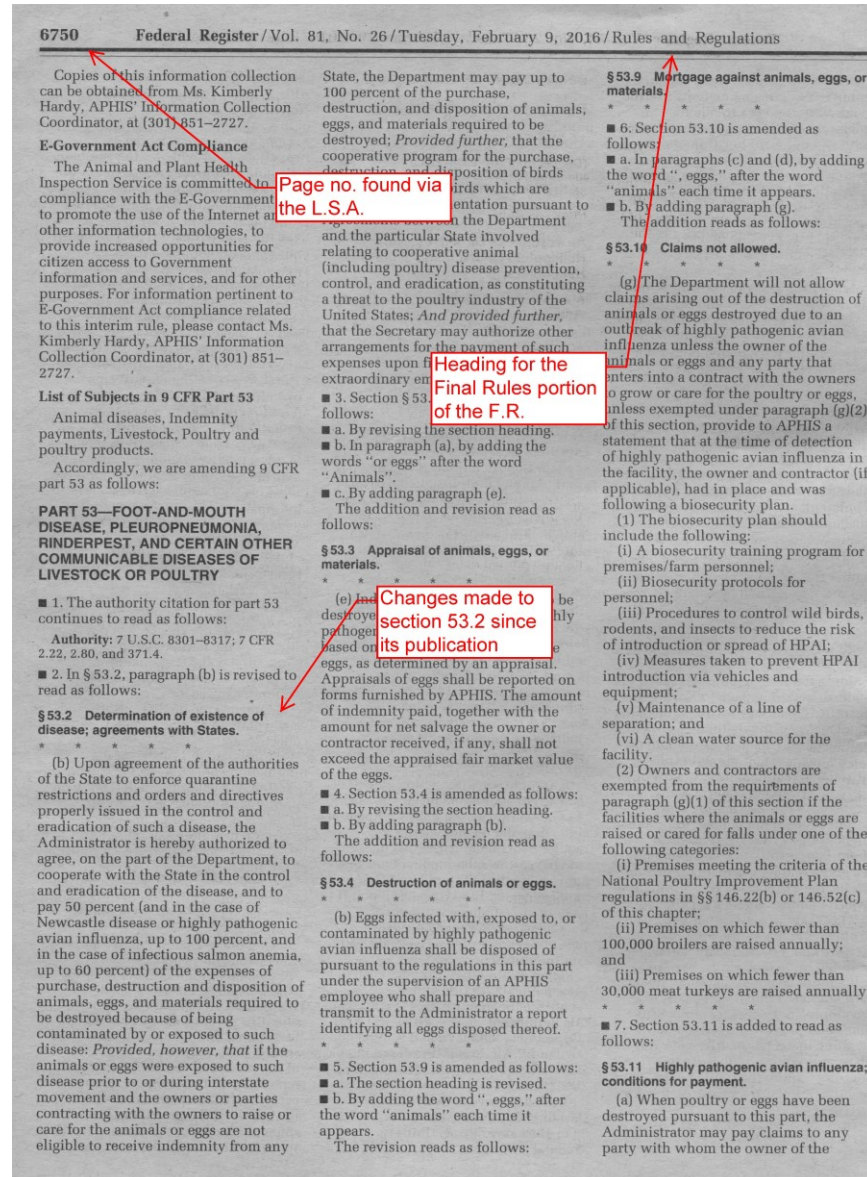 6750 Federal Register / Vol. 81, No. 26 / Tuesday, February 9, 2016 / Rules and Regulations
Copies of this information collection
can be obtained from Ms. Kimberly
Hardy, APHIS' Information Collection
Coordinator, at (301) 851–2727.
E-Government Act Compliance
The Animal and Plant Health
Inspection Service is committed to
compliance with the E-Government
to promote the use of the Internet an
other information technologies, to
provide increased opportunities for
citizen access to Government
information and services, and for other
purposes. For information pertinent to
E-Government Act compliance related
to this interim rule, please contact Ms.
Kimberly Hardy, APHIS' Information
Collection Coordinator, at (301) 851–
2727.
List of Subjects in 9 CFR Part 53
Animal diseases, Indemnity
payments, Livestock, Poultry and
poultry products.
Accordingly, we are amending 9 CFR
part 53 as follows:
PART 53—FOOT-AND-MOUTH
DISEASE, PLEUROPNEUMONIA,
RINDERPEST, AND CERTAIN OTHER
COMMUNICABLE DISEASES OF
LIVESTOCK OR POULTRY
■ 1. The authority citation for part 53
continues to read as follows:
Authority: 7 U.S.C. 8301–8317; 7 CFR
2.22, 2.80, and 371.4.
■ 2. In § 53.2, paragraph (b) is revised to
read as follows:
§ 53.2 Determination of existence of
disease; agreements with States.
* * * * *
(b) Upon agreement of the authorities
of the State to enforce quarantine
restrictions and orders and directives
properly issued in the control and
eradication of such a disease, the
Administrator is hereby authorized to
agree, on the part of the Department, to
cooperate with the State in the control
and eradication of the disease, and to
pay 50 percent (and in the case of
Newcastle disease or highly pathogenic
avian influenza, up to 100 percent, and
in the case of infectious salmon anemia,
up to 60 percent) of the expenses of
purchase, destruction and disposition of
animals, eggs, and materials required to
be destroyed because of being
contaminated by or exposed to such
disease: Provided, however, that if the
animals or eggs were exposed to such
disease prior to or during interstate
movement and the owners or parties
contracting with the owners to raise or
care for the animals or eggs are not
eligible to receive indemnity from any
State, the Department may pay up to
100 percent of the purchase,
destruction, and disposition of animals,
eggs, and materials required to be
destroyed; Provided further, that the
cooperative program for the purchase,
destruction, and disposition of birds
birds which are
entation pursuant to
Agreements between the Department
and the particular State involved
relating to cooperative animal
(including poultry) disease prevention,
control, and eradication, as constituting
a threat to the poultry industry of the
United States; And provided further,
that the Secretary may authorize other
arrangements for the payment of such
expenses upon fi
extraordinary em
■ 3. Section § 53.
follows:
■ a. By revising the section heading.
■ b. In paragraph (a), by adding the
words "or eggs" after the word
"Animals".
■ c. By adding paragraph (e).
The addition and revision read as
follows:
§ 53.3 Appraisal of animals, eggs, or
materials.
* * * * *
(e) Ind be
destroye hly
pathogen
based on e
eggs, as determined by an appraisal.
Appraisals of eggs shall be reported on
forms furnished by APHIS. The amount
of indemnity paid, together with the
amount for net salvage the owner or
contractor received, if any, shall not
exceed the appraised fair market value
of the eggs.
■ 4. Section 53.4 is amended as follows:
■ a. By revising the section heading.
■ b. By adding paragraph (b).
The addition and revision read as
follows:
§ 53.4 Destruction of animals or eggs.
* * * * *
(b) Eggs infected with, exposed to, or
contaminated by highly pathogenic
avian influenza shall be disposed of
pursuant to the regulations in this part
under the supervision of an APHIS
employee who shall prepare and
transmit to the Administrator a report
identifying all eggs disposed thereof.
* * * * *
■ 5. Section 53.9 is amended as follows:
■ a. The section heading is revised.
■ b. By adding the word ", eggs," after
the word "animals" each time it
appears.
The revision reads as follows:
§ 53.9 Mortgage against animals, eggs, or
materials.
* * * * *
■ 6. Section 53.10 is amended as
follows:
■ a. In paragraphs (c) and (d), by adding
the word ", eggs," after the word
"animals" each time it appears.
■ b. By adding paragraph (g).
The addition reads as follows:
§ 53.10 Claims not allowed.
* * * * *
(g) The Department will not allow
claims arising out of the destruction of
animals or eggs destroyed due to an
outbreak of highly pathogenic avian
influenza unless the owner of the
animals or eggs and any party that
enters into a contract with the owners
to grow or care for the poultry or eggs,
unless exempted under paragraph (g)(2)
of this section, provide to APHIS a
statement that at the time of detection
of highly pathogenic avian influenza in
the facility, the owner and contractor (if
applicable), had in place and was
following a biosecurity plan.
(1) The biosecurity plan should
include the following:
(i) A biosecurity training program for
premises/farm personnel;
(ii) Biosecurity protocols for
personnel;
(iii) Procedures to control wild birds,
rodents, and insects to reduce the risk
of introduction or spread of HPAI;
(iv) Measures taken to prevent HPAI
introduction via vehicles and
equipment;
(v) Maintenance of a line of
separation; and
(vi) A clean water source for the
facility.
(2) Owners and contractors are
exempted from the requirements of
paragraph (g)(1) of this section if the
facilities where the animals or eggs are
raised or cared for falls under one of the
following categories:
(i) Premises meeting the criteria of the
National Poultry Improvement Plan
regulations in §§ 146.22(b) or 146.52(c)
of this chapter;
(ii) Premises on which fewer than
100,000 broilers are raised annually;
and
(iii) Premises on which fewer than
30,000 meat turkeys are raised annually
* * * * *
■ 7. Section 53.11 is added to read as
follows:
§ 53.11 Highly pathogenic avian influenza;
conditions for payment.
(a) When poultry or eggs have been
destroyed pursuant to this part, the
Administrator may pay claims to any
party with whom the owner of the
Page no. found via
the L.S.A.
Heading for the
Final Rules portion
of the F.R.
Changes made to
section 53.2 since
its publication